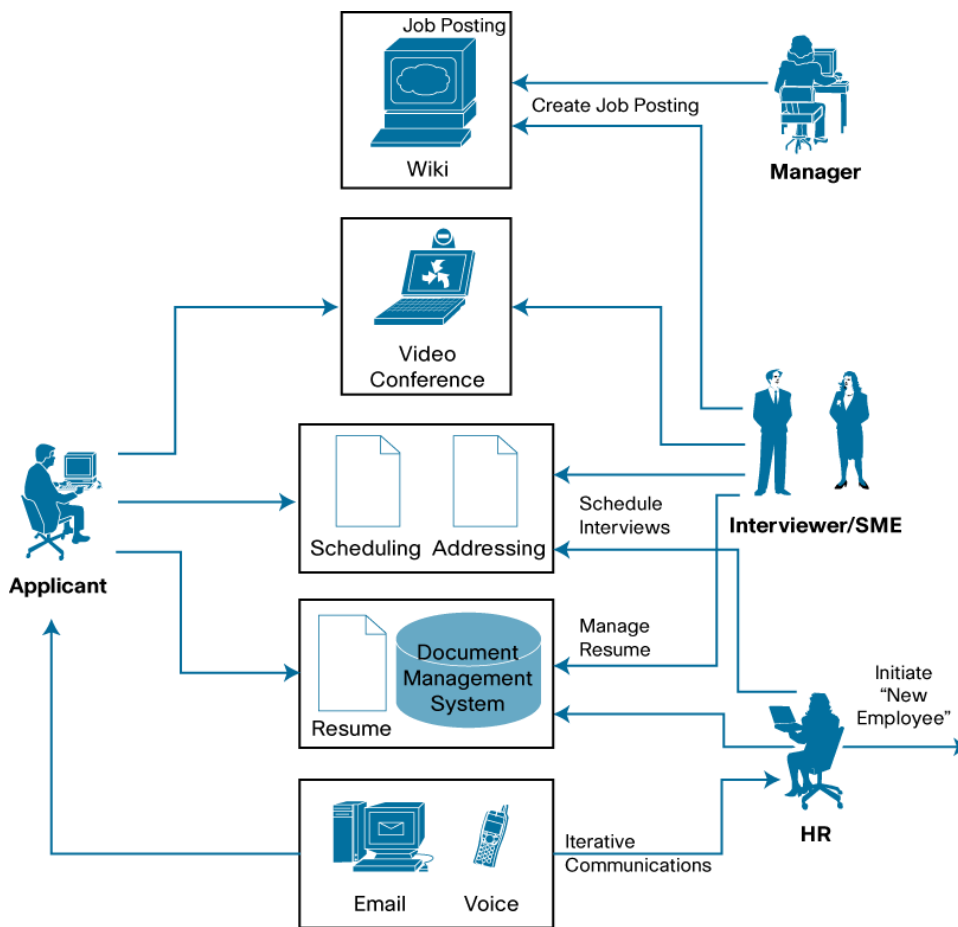 Job Posting
Wiki
Create Job Posting
Manager
Video
Conference
Scheduling
Addressing
Schedule
Interviews
Interviewer/SME
Applicant
Resume
Document
Management
System
Manage
Resume
Initiate
“New
Employee”
HR
Email
Voice
Iterative
Communications